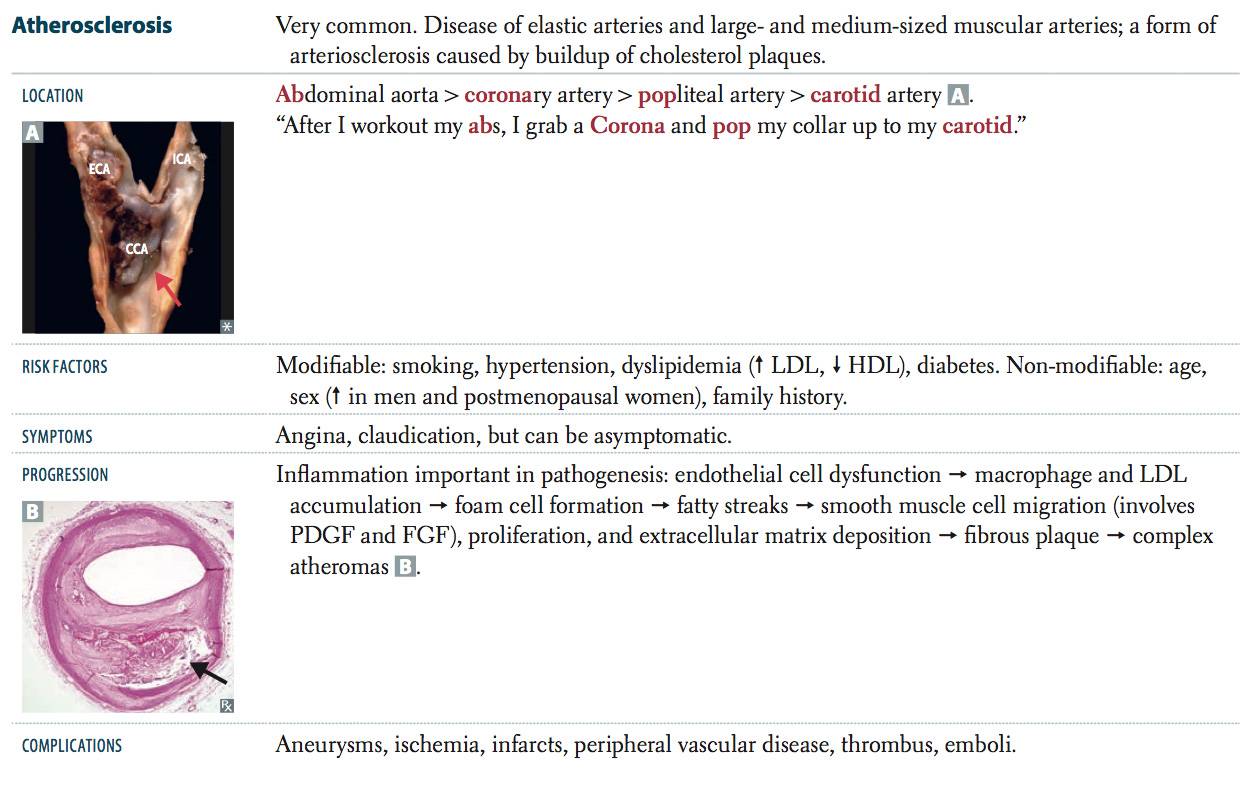 Atherosclerosis
Very common. Disease of elastic arteries and large- and medium-sized muscular arteries; a form of
arteriosclerosis caused by buildup of cholesterol plaques.
LOCATION
Abdominal aorta > coronary artery > popliteal artery > carotid artery A.
“After I workout my abs, I grab a Corona and pop my collar up to my carotid.”
A
ECA
ICA
CCA
*
RISK FACTORS
Modifiable: smoking, hypertension, dyslipidemia (↑ LDL, ↓ HDL), diabetes. Non-modifiable: age,
sex (↑ in men and postmenopausal women), family history.
SYMPTOMS
Angina, claudication, but can be asymptomatic.
PROGRESSION
Inflammation important in pathogenesis: endothelial cell dysfunction → macrophage and LDL
accumulation → foam cell formation → fatty streaks → smooth muscle cell migration (involves
PDGF and FGF), proliferation, and extracellular matrix deposition → fibrous plaque → complex
atheromas B.
B
Rx
COMPLICATIONS
Aneurysms, ischemia, infarcts, peripheral vascular disease, thrombus, emboli.